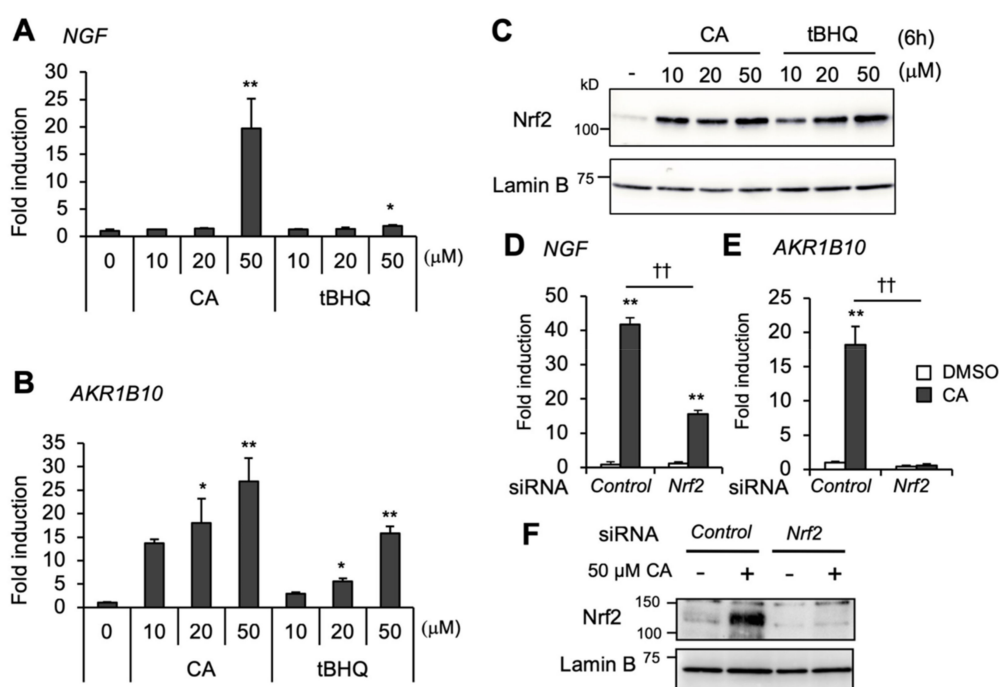 A NGF
Fold induction
30
25
20
15
10
5
0
**
*
0 10 20 50 10 20 50 (μM)
CA tBHQ
B AKR1B10
Fold induction
35
30
25
20
15
10
5
0
* ** * **
0 10 20 50 10 20 50 (μM)
CA tBHQ
C
CA tBHQ (6h)
- 10 20 50 10 20 50 (μM)
kD
Nrf2
100
Lamin B 75
D NGF
Fold induction
50
40
30
20
10
0
††
**
**
siRNA Control Nrf2
E AKR1B10
Fold induction
25
20
15
10
5
0
††
**
DMSO
CA
siRNA Control Nrf2
F
siRNA Control Nrf2
50 μM CA - + - +
Nrf2 150
100
Lamin B 75